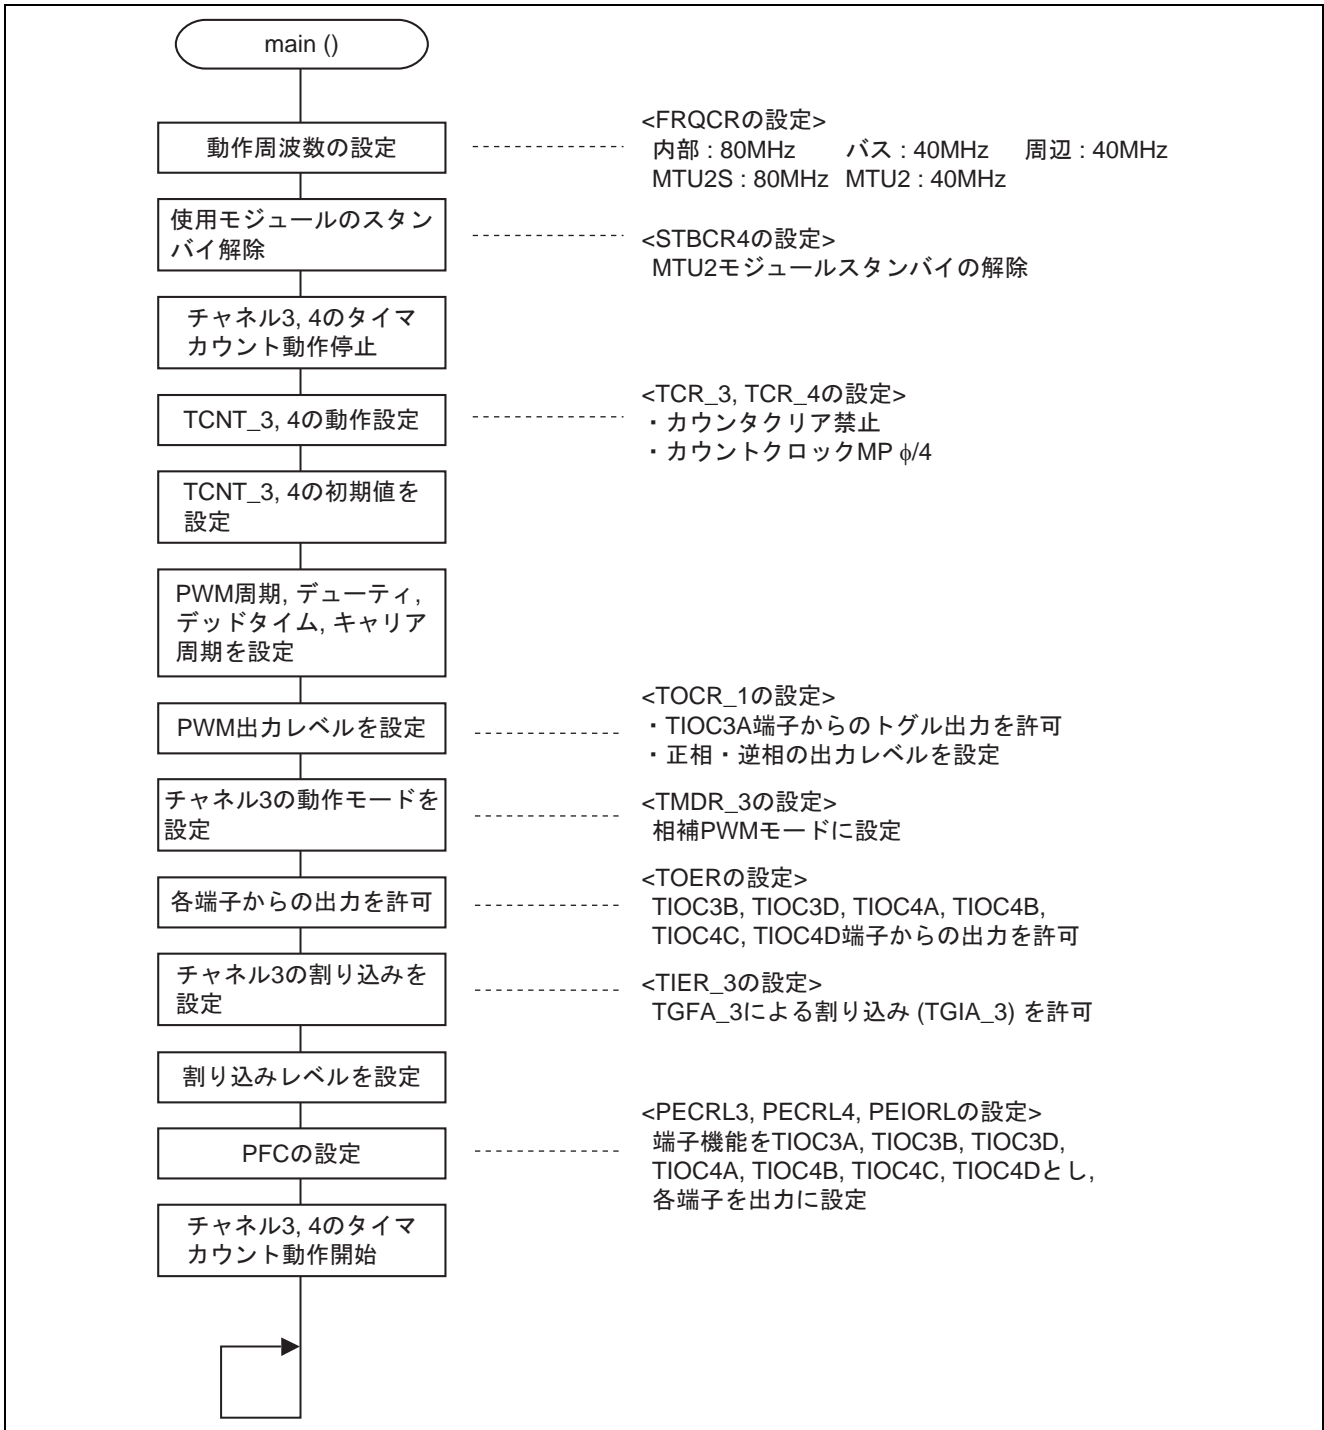 main ()
動作周波数の設定
<FRQCRの設定>
内部 : 80MHz バス : 40MHz 周辺 : 40MHz
MTU2S : 80MHz MTU2 : 40MHz
使用モジュールのスタン
バイ解除
<STBCR4の設定>
MTU2モジュールスタンバイの解除
チャネル3, 4のタイマ
カウント動作停止
TCNT_3, 4の動作設定
<TCR_3, TCR_4の設定>
・カウンタクリア禁止
・カウントクロックMP φ/4
TCNT_3, 4の初期値を
設定
PWM周期, デューティ,
デッドタイム, キャリア
周期を設定
PWM出力レベルを設定
<TOCR_1の設定>
・TIOC3A端子からのトグル出力を許可
・正相・逆相の出力レベルを設定
チャネル3の動作モードを
設定
<TMDR_3の設定>
相補PWMモードに設定
各端子からの出力を許可
<TOERの設定>
TIOC3B, TIOC3D, TIOC4A, TIOC4B,
TIOC4C, TIOC4D端子からの出力を許可
チャネル3の割り込みを
設定
<TIER_3の設定>
TGFA_3による割り込み (TGIA_3) を許可
割り込みレベルを設定
PFCの設定
<PECRL3, PECRL4, PEIORLの設定>
端子機能をTIOC3A, TIOC3B, TIOC3D,
TIOC4A, TIOC4B, TIOC4C, TIOC4Dとし,
各端子を出力に設定
チャネル3, 4のタイマ
カウント動作開始